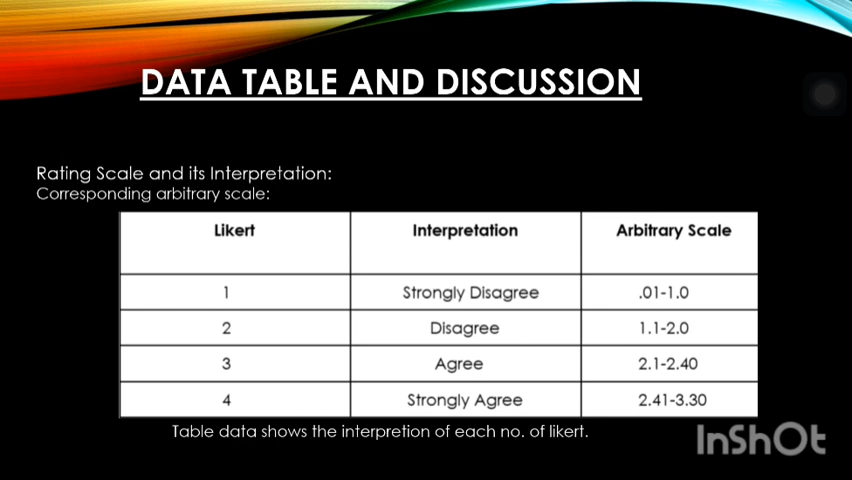 DATA TABLE AND DISCUSSION
Rating Scale and its Interpretation:
Corresponding arbitrary scale:
Likert Interpretation Arbitrary Scale
1 Strongly Disagree .01-1.0
2 Disagree 1.1-2.0
3 Agree 2.1-2.40
4 Strongly Agree 2.41-3.30
Table data shows the interpretion of each no. of likert.
InShOt